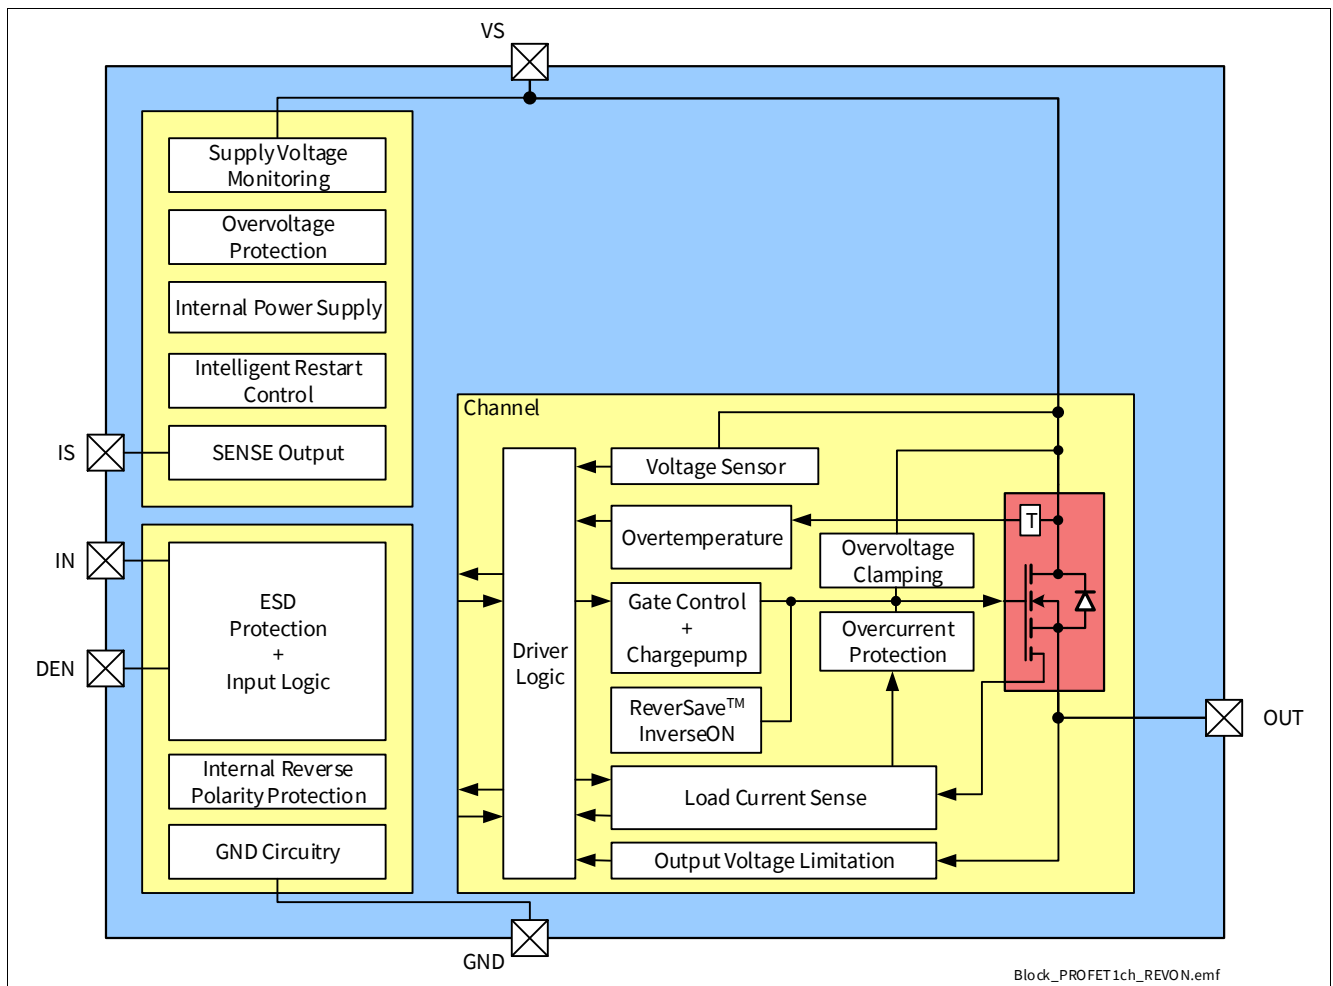 VS
Supply Voltage
Monitoring
Overvoltage
Protection
Internal Power Supply
Intelligent Restart
Control
SENSE Output
IS
IN
DEN
ESD
Protection
+
Input Logic
Internal Reverse
Polarity Protection
GND Circuitry
GND
Channel
Driver
Logic
Voltage Sensor
Overtemperature
T
Overvoltage
Clamping
Gate Control
+
Chargepump
Overcurrent
Protection
ReverSave™
InverseON
Load Current Sense
Output Voltage Limitation
OUT
Block_PROFET1ch_REVON.emf